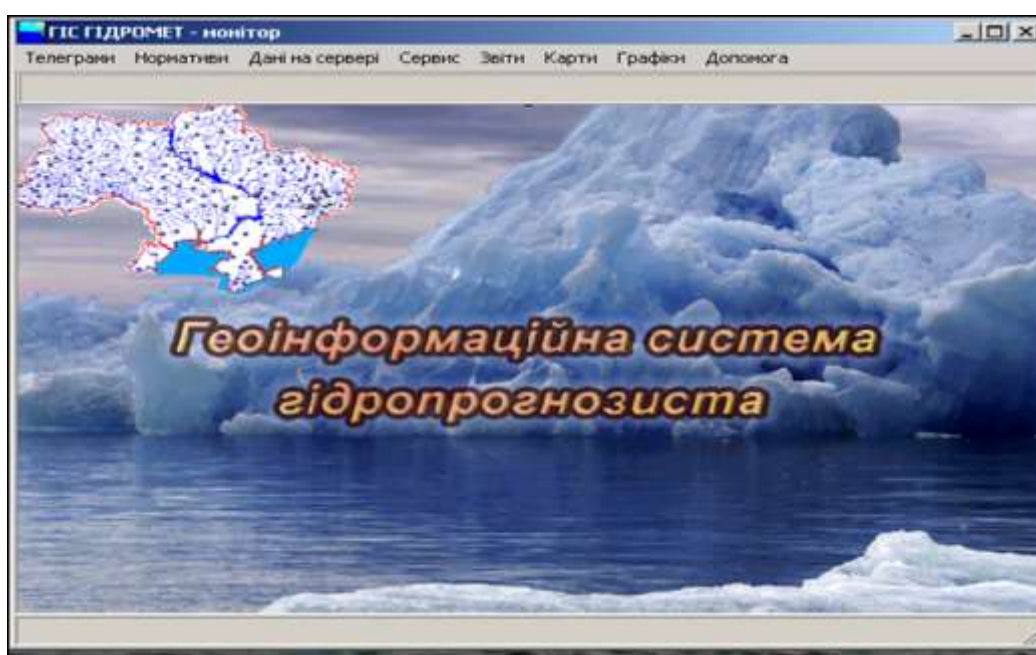 ГІС ГІДРОМЕТ - монітор
Телеграми Нормативи Дані на сервері Сервис Звіти Карти Графіки Допомога
Геоінформаційна система
гідропрогнозиста